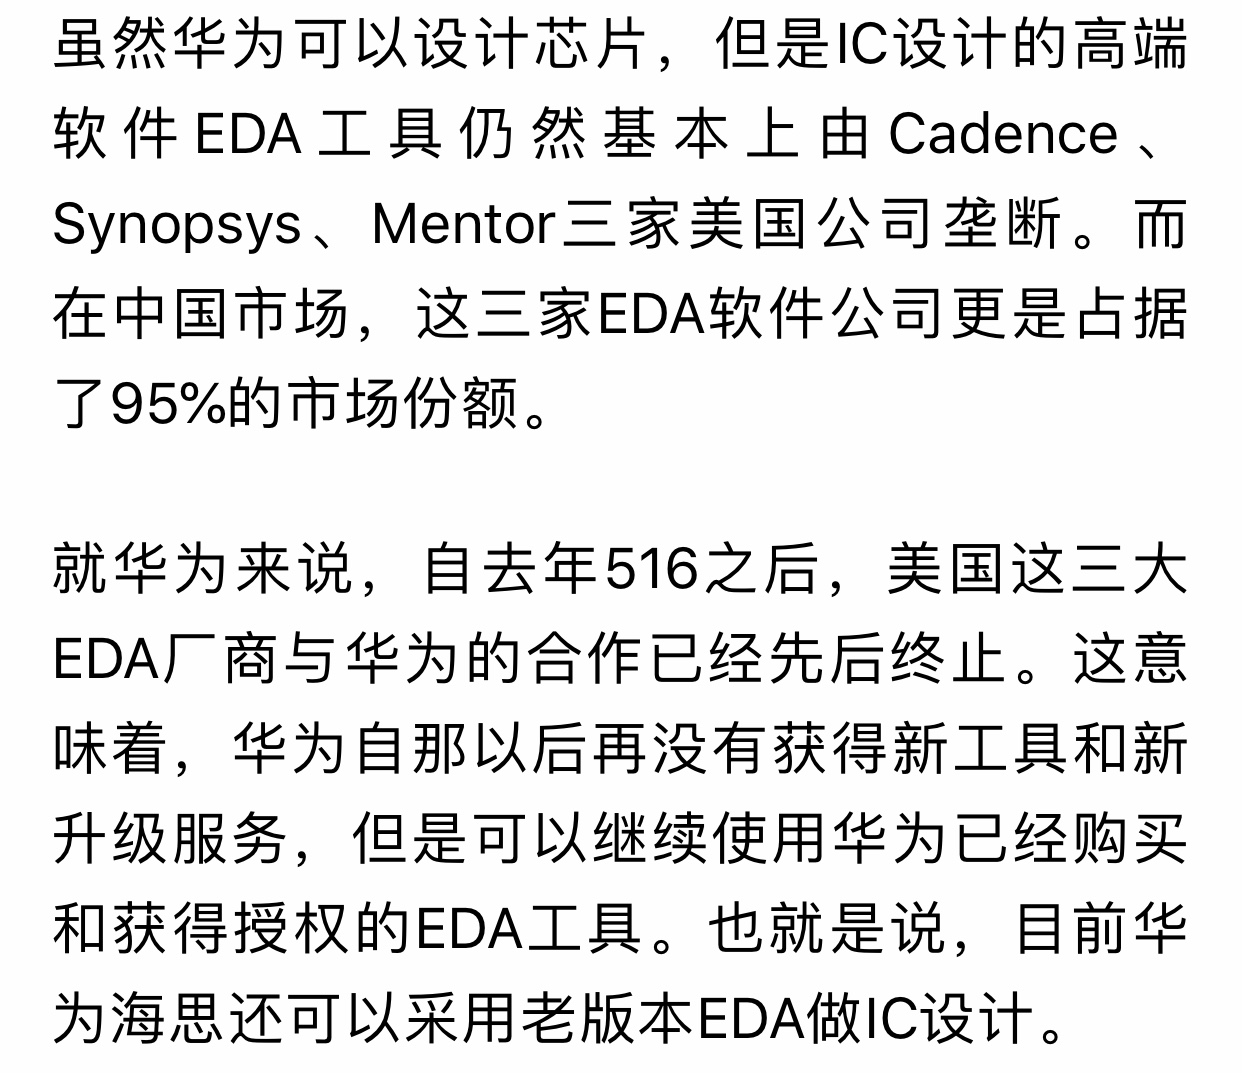 虽然华为可以设计芯片，但是IC设计的高端
软件EDA工具仍然基本上由Cadence、
Synopsys、Mentor三家美国公司垄断。而
在中国市场，这三家EDA软件公司更是占据
了95%的市场份额。
就华为来说，自去年516之后，美国这三大
EDA厂商与华为的合作已经先后终止。这意
味着，华为自那以后再没有获得新工具和新
升级服务，但是可以继续使用华为已经购买
和获得授权的EDA工具。也就是说，目前华
为海思还可以采用老版本EDA做IC设计。